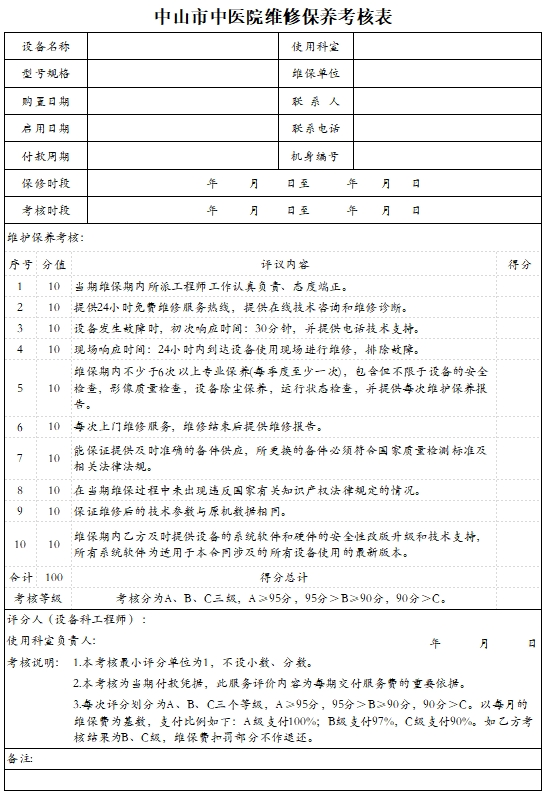 中山市中医院维修保养考核表
设备名称 使用科室
型号规格 维保单位
购置日期 联 系 人
启用日期 联系电话
付款周期 机身编号
保修时段 年 月 日至 年 月 日
考核时段 年 月 日至 年 月 日
维护保养考核：
序号 分值 评议内容 得分
1 10 当期维保期内所派工程师工作认真负责、态度端正。
2 10 提供24小时免费维修服务热线，提供在线技术咨询和维修诊断。
3 10 设备发生故障时，初次响应时间：30分钟，并提供电话技术支持。
4 10 现场响应时间：24小时内到达设备使用现场进行维修，排除故障。
5 10 维保期内不少于6次以上专业保养(每季度至少一次)，包含但不限于设备的安全
检查，影像质量检查，设备除尘保养，运行状态检查，并提供每次维护保养报
告。
6 10 每次上门维修服务，维修结束后提供维修报告。
7 10 能保证提供及时准确的备件供应，所更换的备件必须符合国家质量检测标准及
相关法律法规。
8 10 在当期维保过程中未出现违反国家有关知识产权法律规定的情况。
9 10 保证维修后的技术参数与原机数据相同。
10 10 维保期内乙方及时提供设备的系统软件和硬件的安全性改版升级和技术支持，
所有系统软件为适用于本合同涉及的所有设备使用的最新版本。
合计 100 得分总计
考核等级 考核分为A、B、C三级，A≥95分，95分＞B≥90分，90分＞C。
评分人（设备科工程师）：
使用科室负责人： 年 月 日
考核说明： 1.本考核最小评分单位为1，不设小数、分数。
2.本考核为当期付款凭据，此服务评价内容为每期交付服务费的重要依据。
3.每次评分划分为A、B、C三个等级，A≥95分，95分＞B≥90分，90分＞C。以每月的
维保费为基数，支付比例如下：A级支付100%；B级支付97%，C级支付90%。如乙方考
核结果为B、C级，维保费扣罚部分不作退还。
备注: